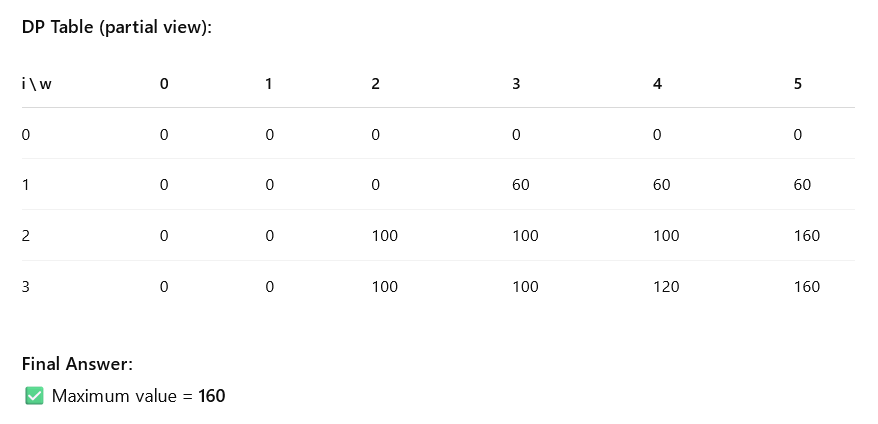 DP Table (partial view):
i \ w 0 1 2 3 4 5
0 0 0 0 0 0 0
1 0 0 0 60 60 60
2 0 0 100 100 100 160
3 0 0 100 100 120 160
Final Answer:
✅ Maximum value = 160